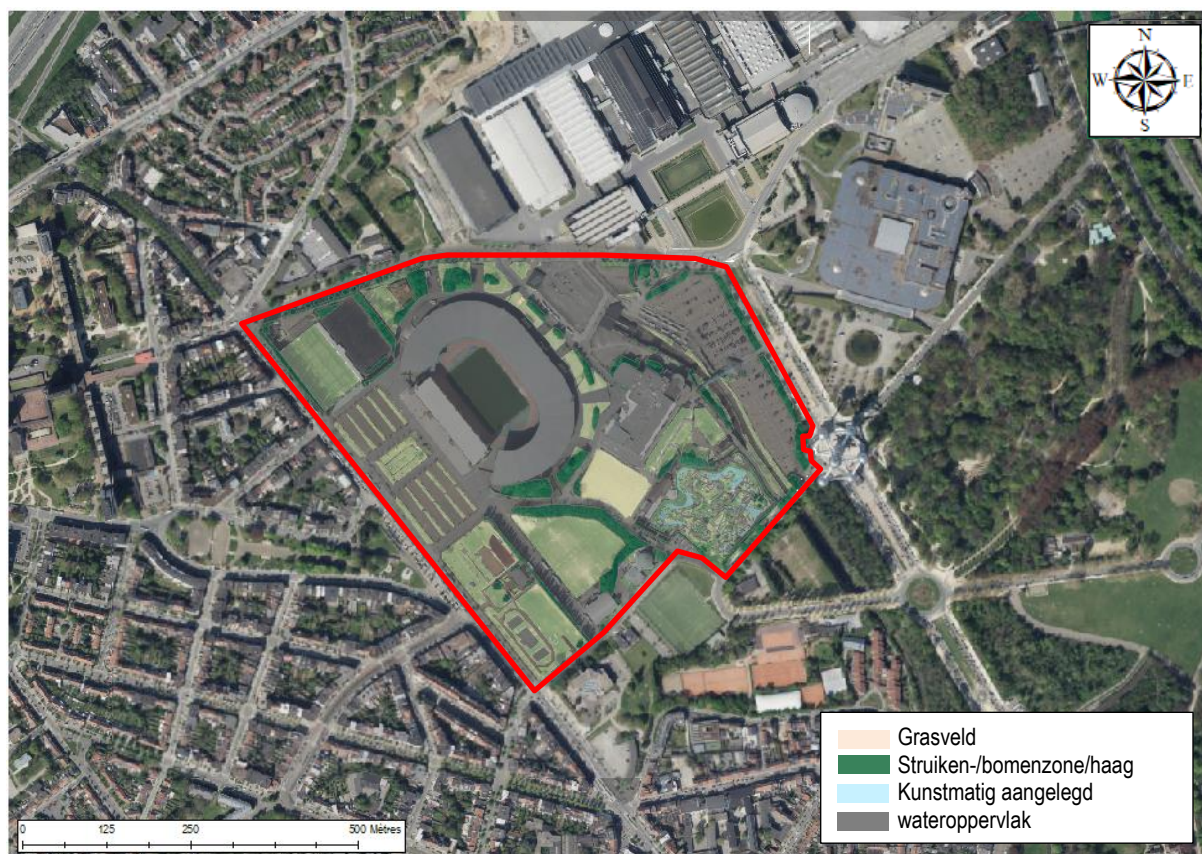 N
W E
S
Grasveld
Struiken-/bomenzone/haag
Kunstmatig aangelegd
wateroppervlak
0 125 250 500 Mètres